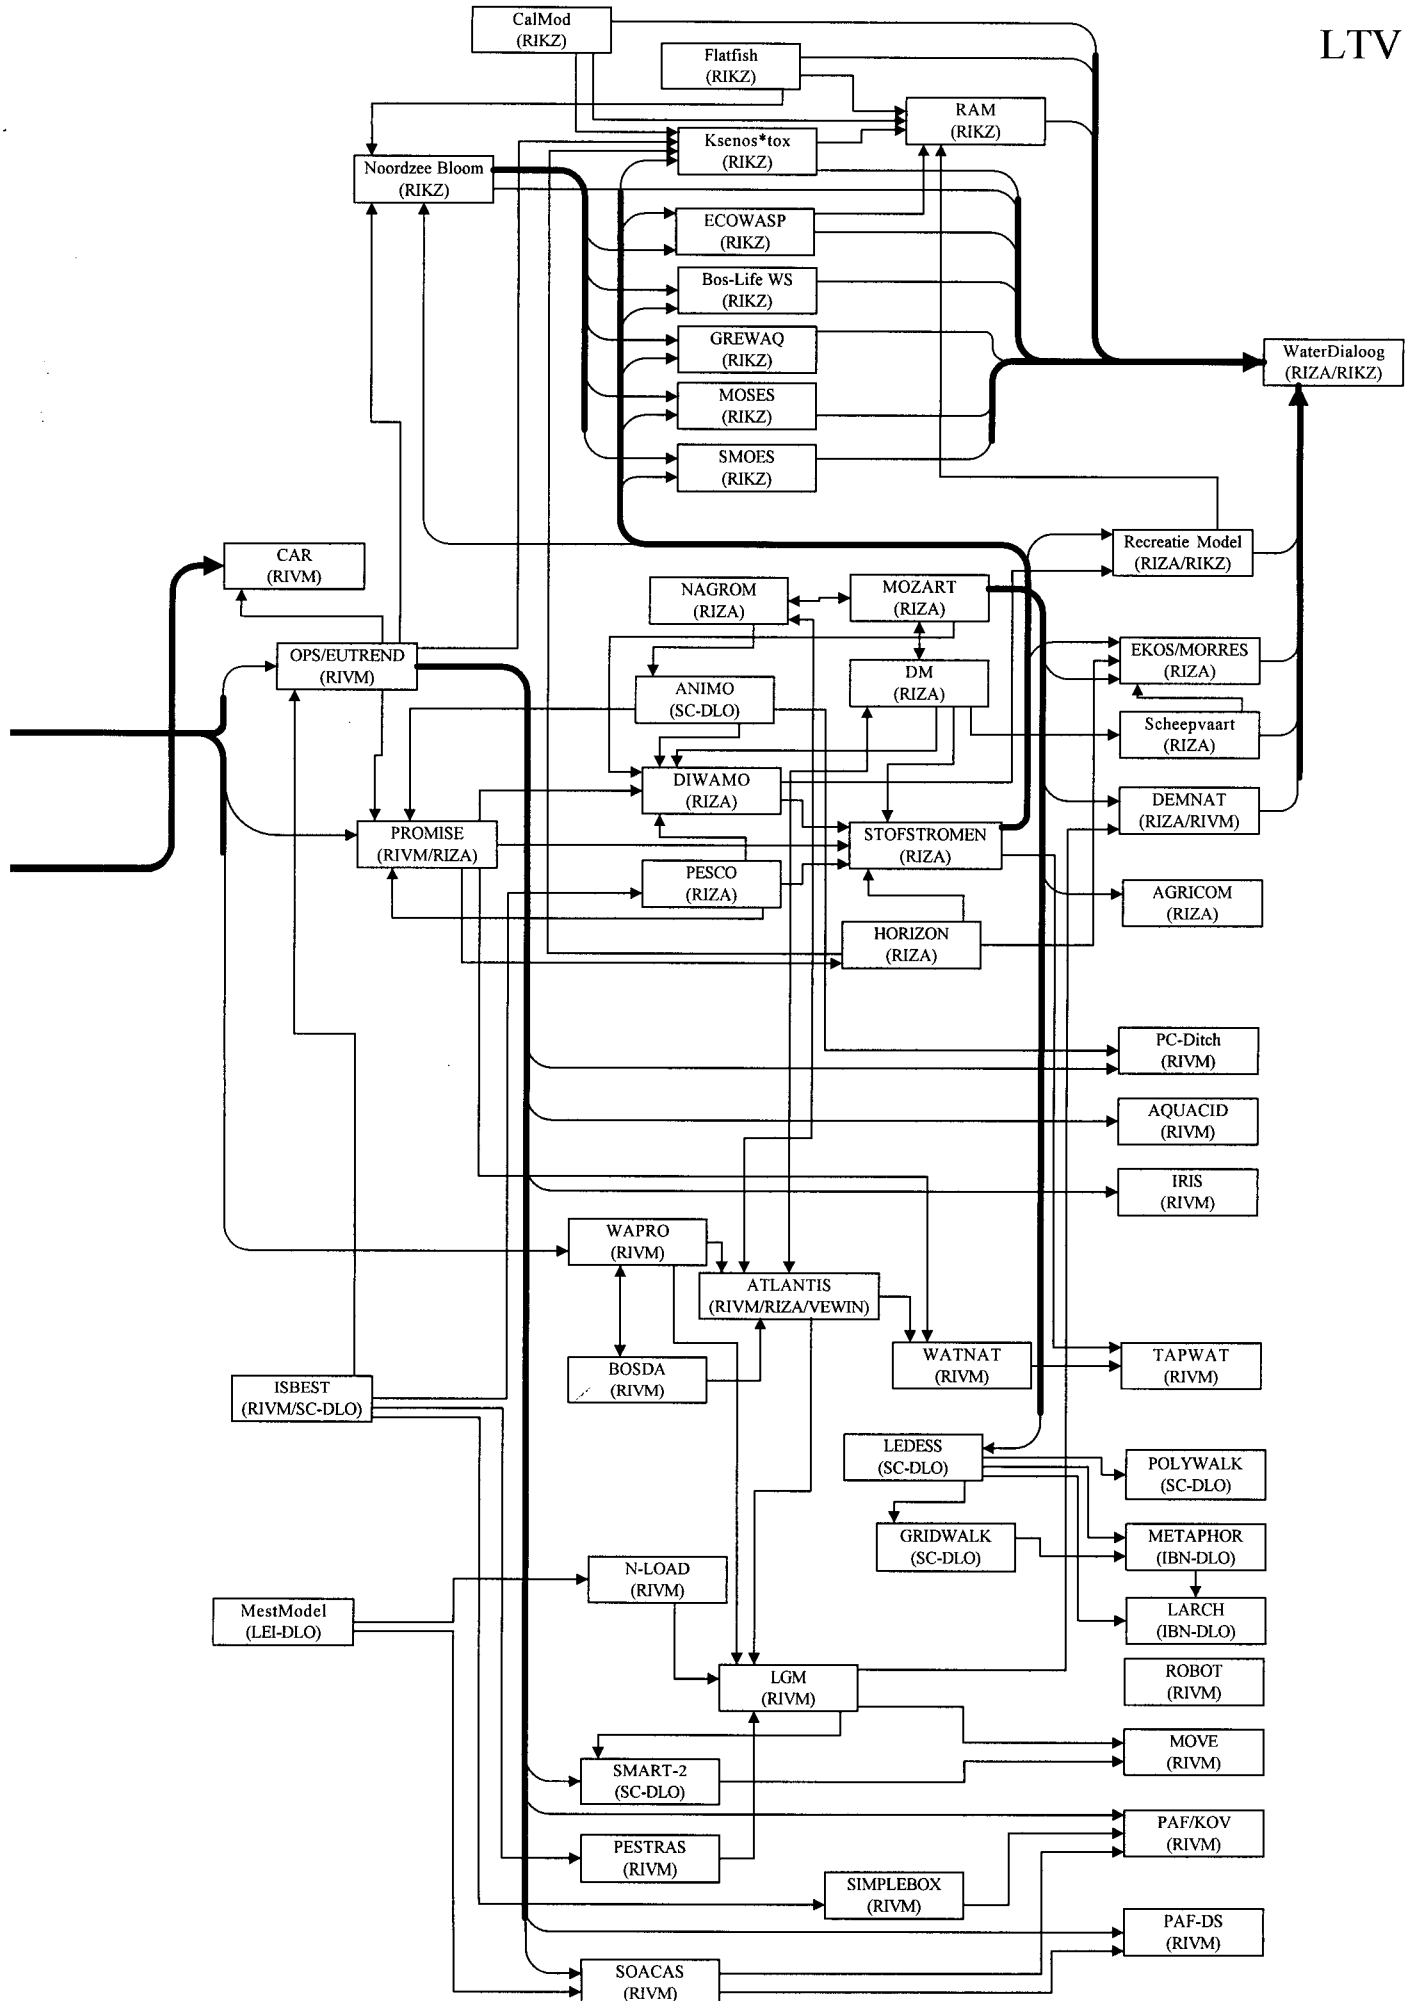 LTV
CalMod
(RIKZ)
Flatfish
(RIKZ)
RAM
(RIKZ)
Ksenos*tox
(RIKZ)
Noordzee Bloom
(RIKZ)
ECOWASP
(RIKZ)
Bos-Life WS
(RIKZ)
GREWAQ
(RIKZ)
WaterDialoog
(RIZA/RIKZ)
MOSES
(RIKZ)
SMOES
(RIKZ)
Recreatie Model
(RIZA/RIKZ)
CAR
(RIVM)
NAGROM
(RIZA)
MOZART
(RIZA)
OPS/EUTREND
(RIVM)
EKOS/MORRES
(RIZA)
DM
(RIZA)
ANIMO
(SC-DLO)
Scheepvaart
(RIZA)
DIWAMO
(RIZA)
DEMNAT
(RIZA/RIVM)
PROMISE
(RIVM/RIZA)
STOFSTROMEN
(RIZA)
PESCO
(RIZA)
AGRICOM
(RIZA)
HORIZON
(RIZA)
PC-Ditch
(RIVM)
AQUACID
(RIVM)
IRIS
(RIVM)
WAPRO
(RIVM)
ATLANTIS
(RIVM/RIZA/VEWIN)
WATNAT
(RIVM)
TAPWAT
(RIVM)
BOSDA
(RIVM)
ISBEST
(RIVM/SC-DLO)
LEDESS
(SC-DLO)
POLYWALK
(SC-DLO)
GRIDWALK
(SC-DLO)
METAPHOR
(IBN-DLO)
N-LOAD
(RIVM)
MestModel
(LEI-DLO)
LARCH
(IBN-DLO)
LGM
(RIVM)
ROBOT
(RIVM)
MOVE
(RIVM)
SMART-2
(SC-DLO)
PAF/KOV
(RIVM)
PESTRAS
(RIVM)
SIMPLEBOX
(RIVM)
PAF-DS
(RIVM)
SOACAS
(RIVM)